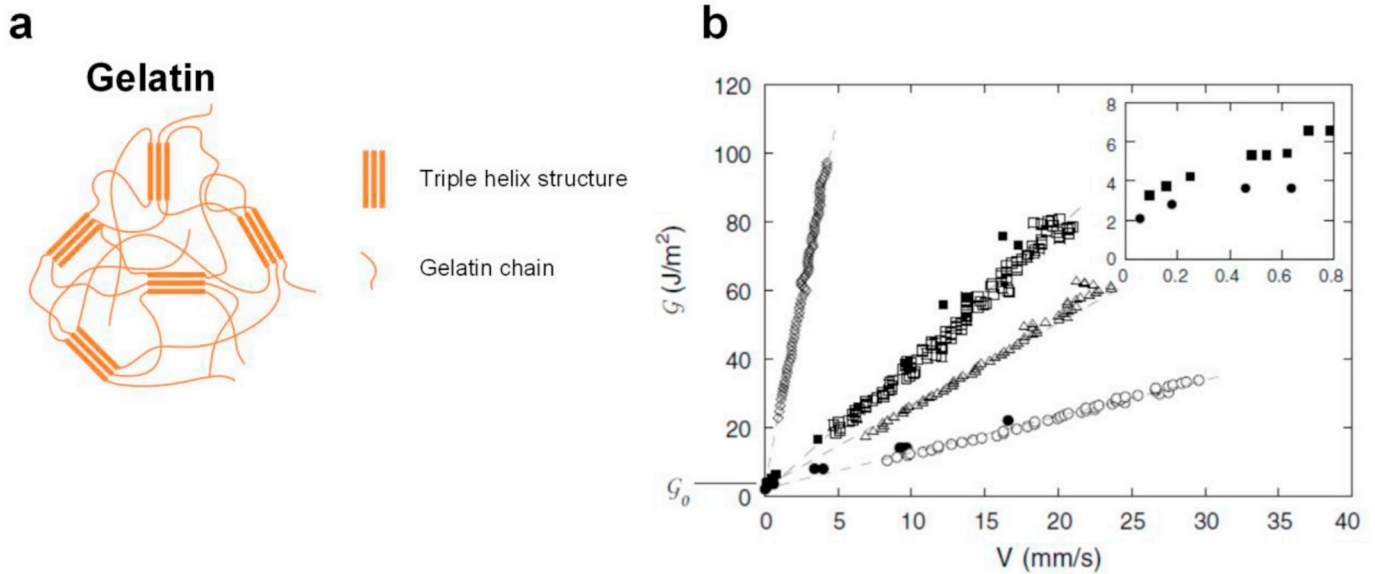 a
Gelatin
Triple helix structure
Gelatin chain
b
120
100
80
60
40
20
0
𝒢 (J/m²)
𝒢₀
0 5 10 15 20 25 30 35 40
V (mm/s)
8
6
4
2
0
0 0.2 0.4 0.6 0.8